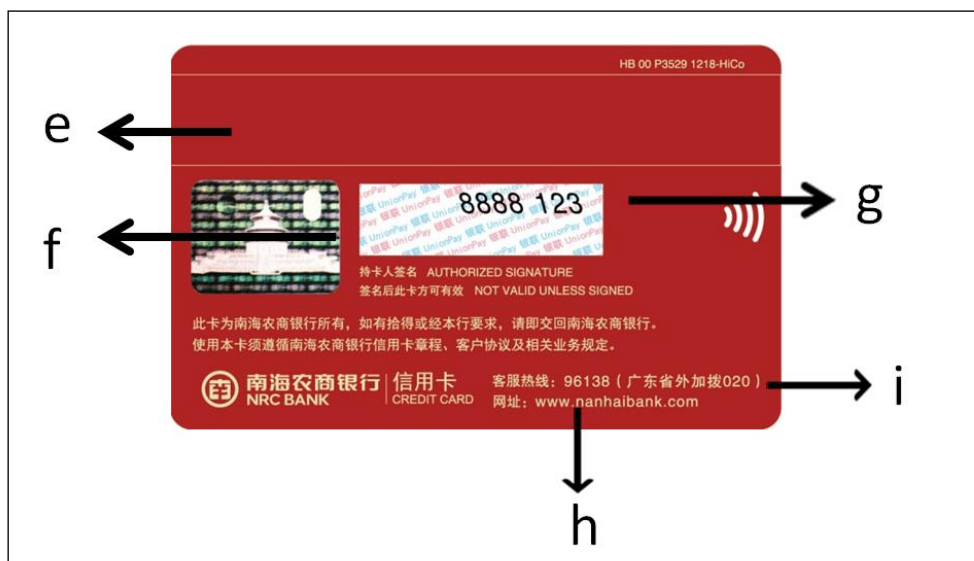 HB 00 P3529 1218-HiCo
e
f
g
银联 UnionPay
8888 123
持卡人签名 AUTHORIZED SIGNATURE
签名后此卡方可有效 NOT VALID UNLESS SIGNED
此卡为南海农商银行所有，如有拾得或经本行要求，请即交回南海农商银行。
使用本卡须遵循南海农商银行信用卡章程、客户协议及相关业务规定。
南海农商银行 信用卡
NRC BANK CREDIT CARD
客服热线：96138（广东省外加拨020）
网址：www.nanhaibank.com
i
h